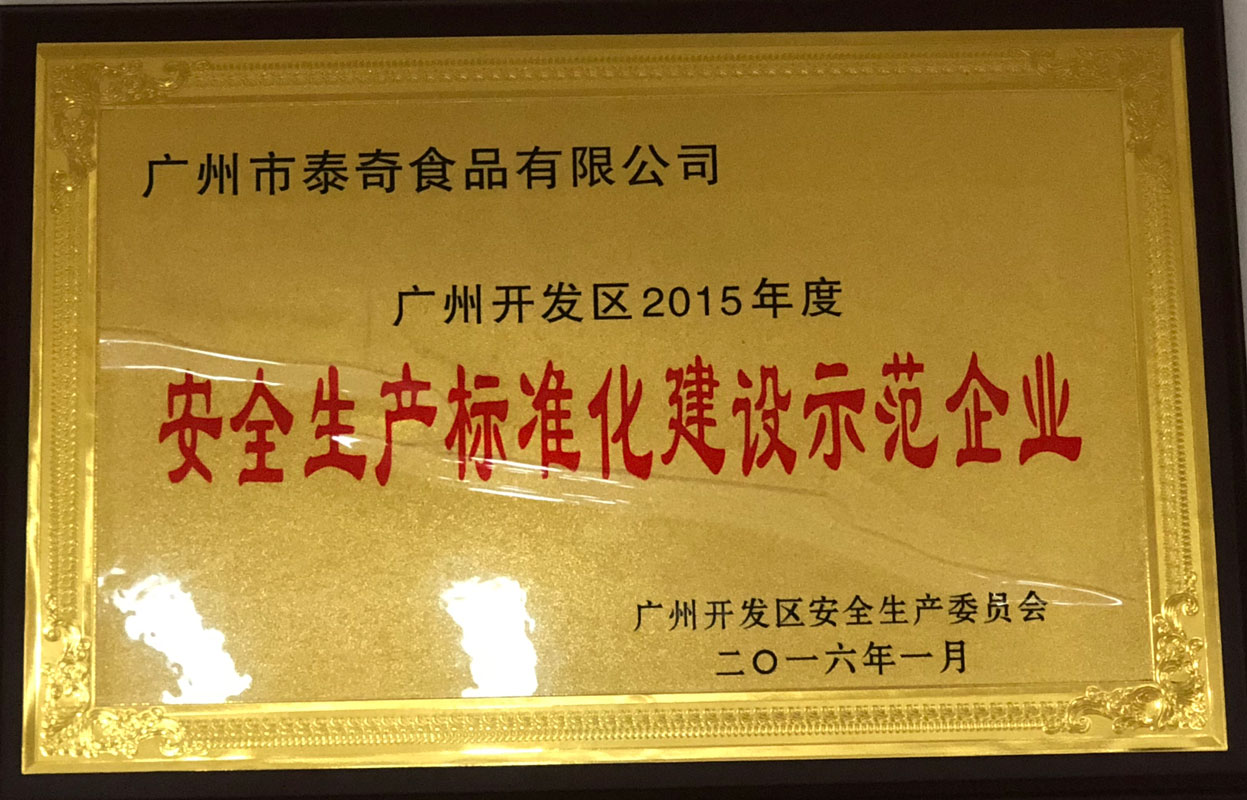 广州市泰奇食品有限公司
广州开发区2015年度
安全生产标准化建设示范企业
广州开发区安全生产委员会
二〇一六年一月